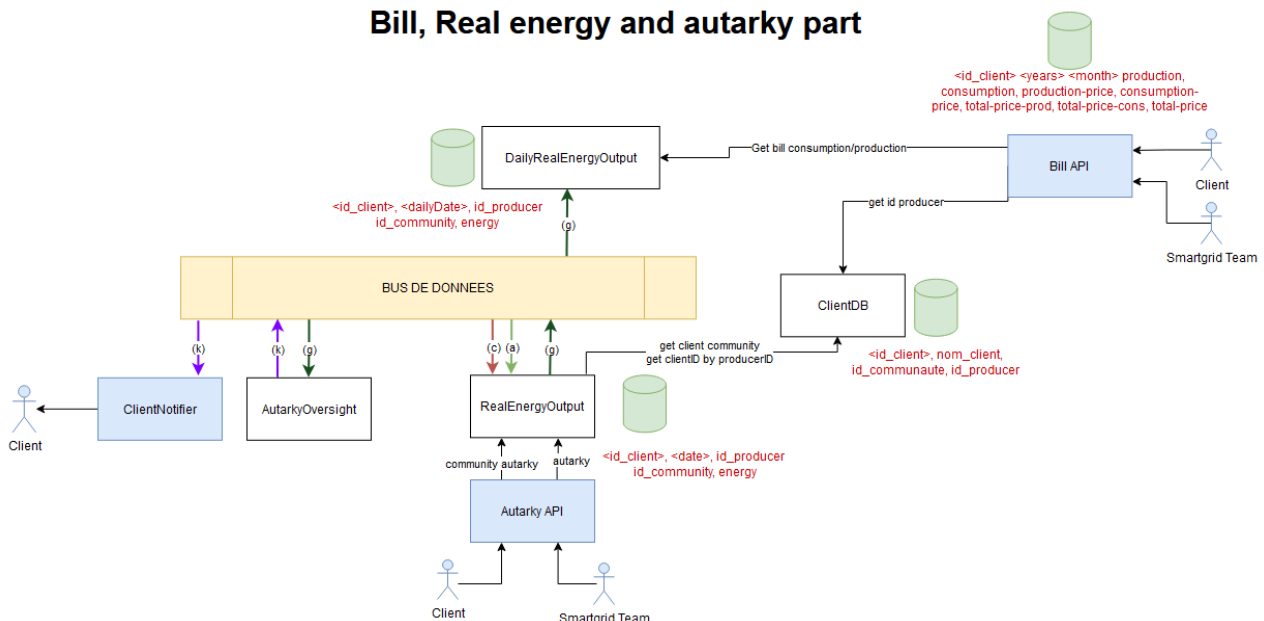 Bill, Real energy and autarky part
<id_client> <years> <month> production,
consumption, production-price, consumption-
price, total-price-prod, total-price-cons, total-price
DailyRealEnergyOutput
Get bill consumption/production
Bill API
Client
<id_client>, <dailyDate>, id_producer
id_community, energy
(g)
get id producer
Smartgrid Team
BUS DE DONNEES
ClientDB
(k)
(k)
(g)
(c)
(a)
(g)
get client community
get clientID by producerID
<id_client>, nom_client,
id_communaute, id_producer
ClientNotifier
AutarkyOversight
RealEnergyOutput
Client
community autarky
autarky
<id_client>, <date>, id_producer
id_community, energy
Autarky API
Client
Smartgrid Team